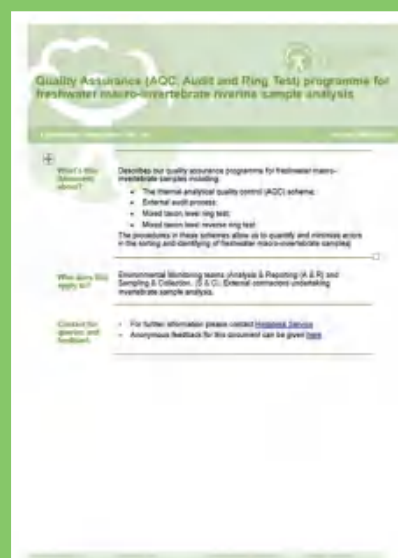 Quality Assurance (AQC, Audit and Ring Test) programme for
freshwater macro-invertebrate riverine sample analysis
What's this
document
about?
Describes our quality assurance programme for freshwater macro-
invertebrate samples including:
• The internal analytical quality control (AQC) scheme;
• External audit process;
• Mixed taxon level ring test;
• Mixed taxon level reverse ring test
The procedures in these schemes allow us to quantify and minimise errors
in the sorting and identifying of freshwater macro-invertebrate samples
Who does this
apply to?
Environmental Monitoring teams (Analysis & Reporting (A & R) and
Sampling & Collection, (S & C), External contractors undertaking
invertebrate sample analysis.
Contact for
queries and
feedback
• For further information please contact Helpdesk Service
• Anonymous feedback for this document can be given here